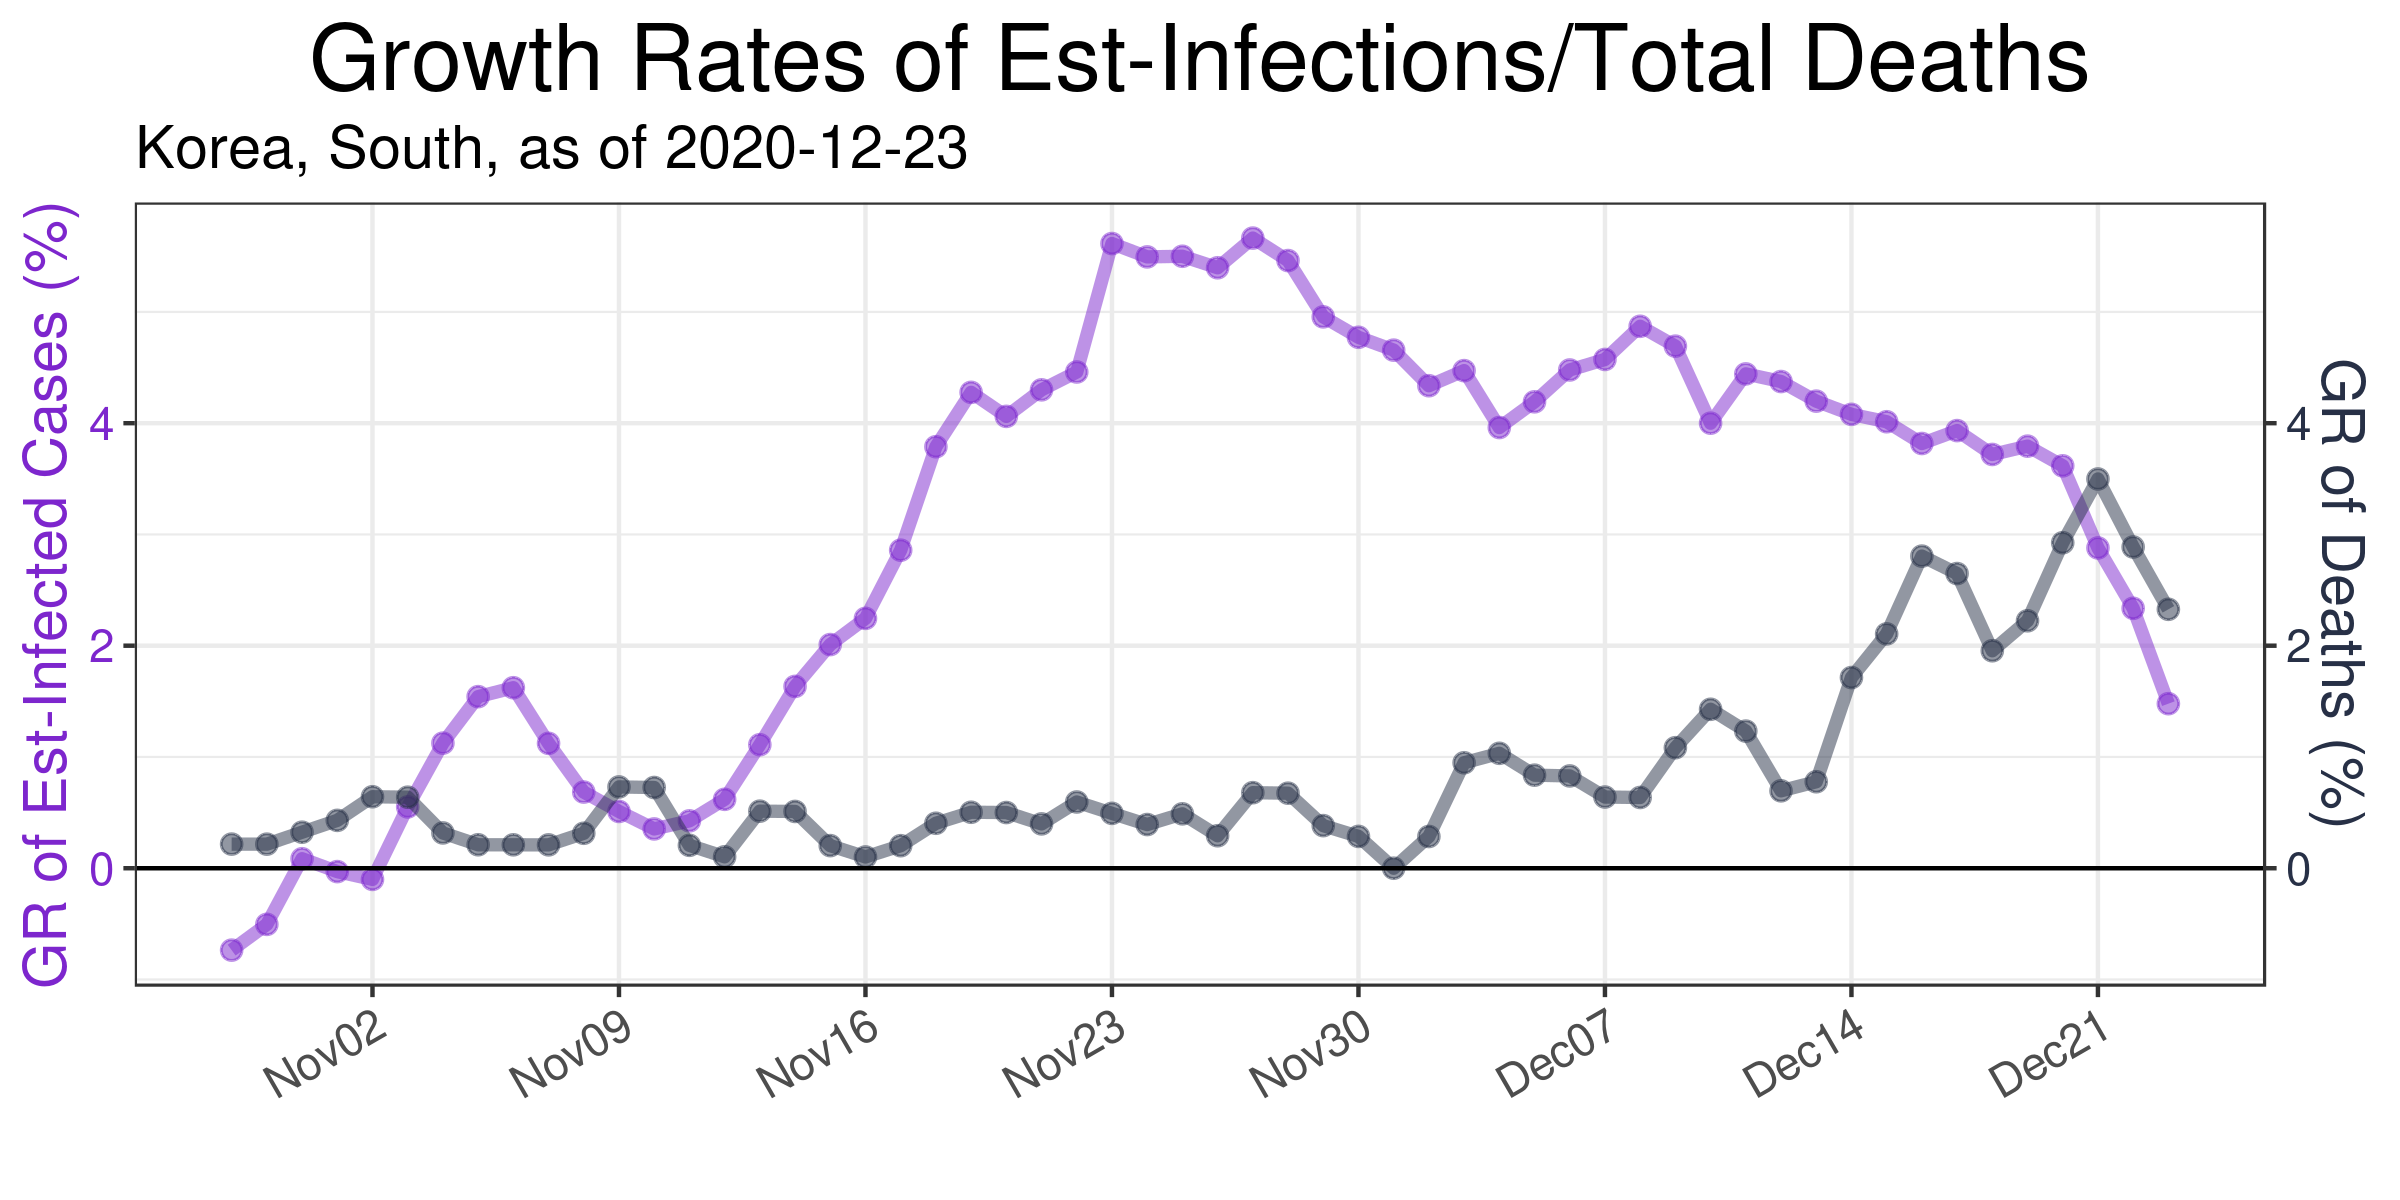 Growth Rates of Est-Infections/Total Deaths
Korea, South, as of 2020-12-23
GR of Est-Infected Cases (%)
4
2
0
4
2
0
GR of Deaths (%)
Nov02
Nov09
Nov16
Nov23
Nov30
Dec07
Dec14
Dec21